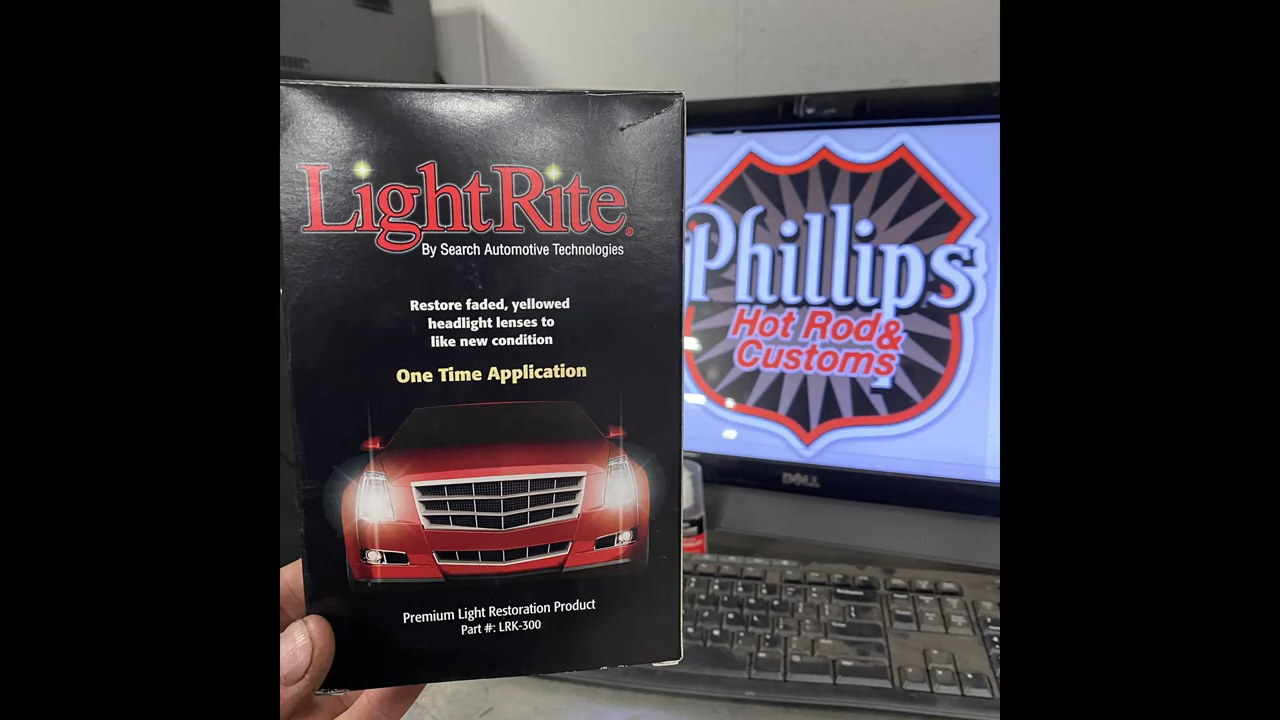 LightRite®
By Search Automotive Technologies
Restore faded, yellowed
headlight lenses to
like new condition
One Time Application
Premium Light Restoration Product
Part #: LRK-300
Phillips
Hot Rod &
Customs
DELL